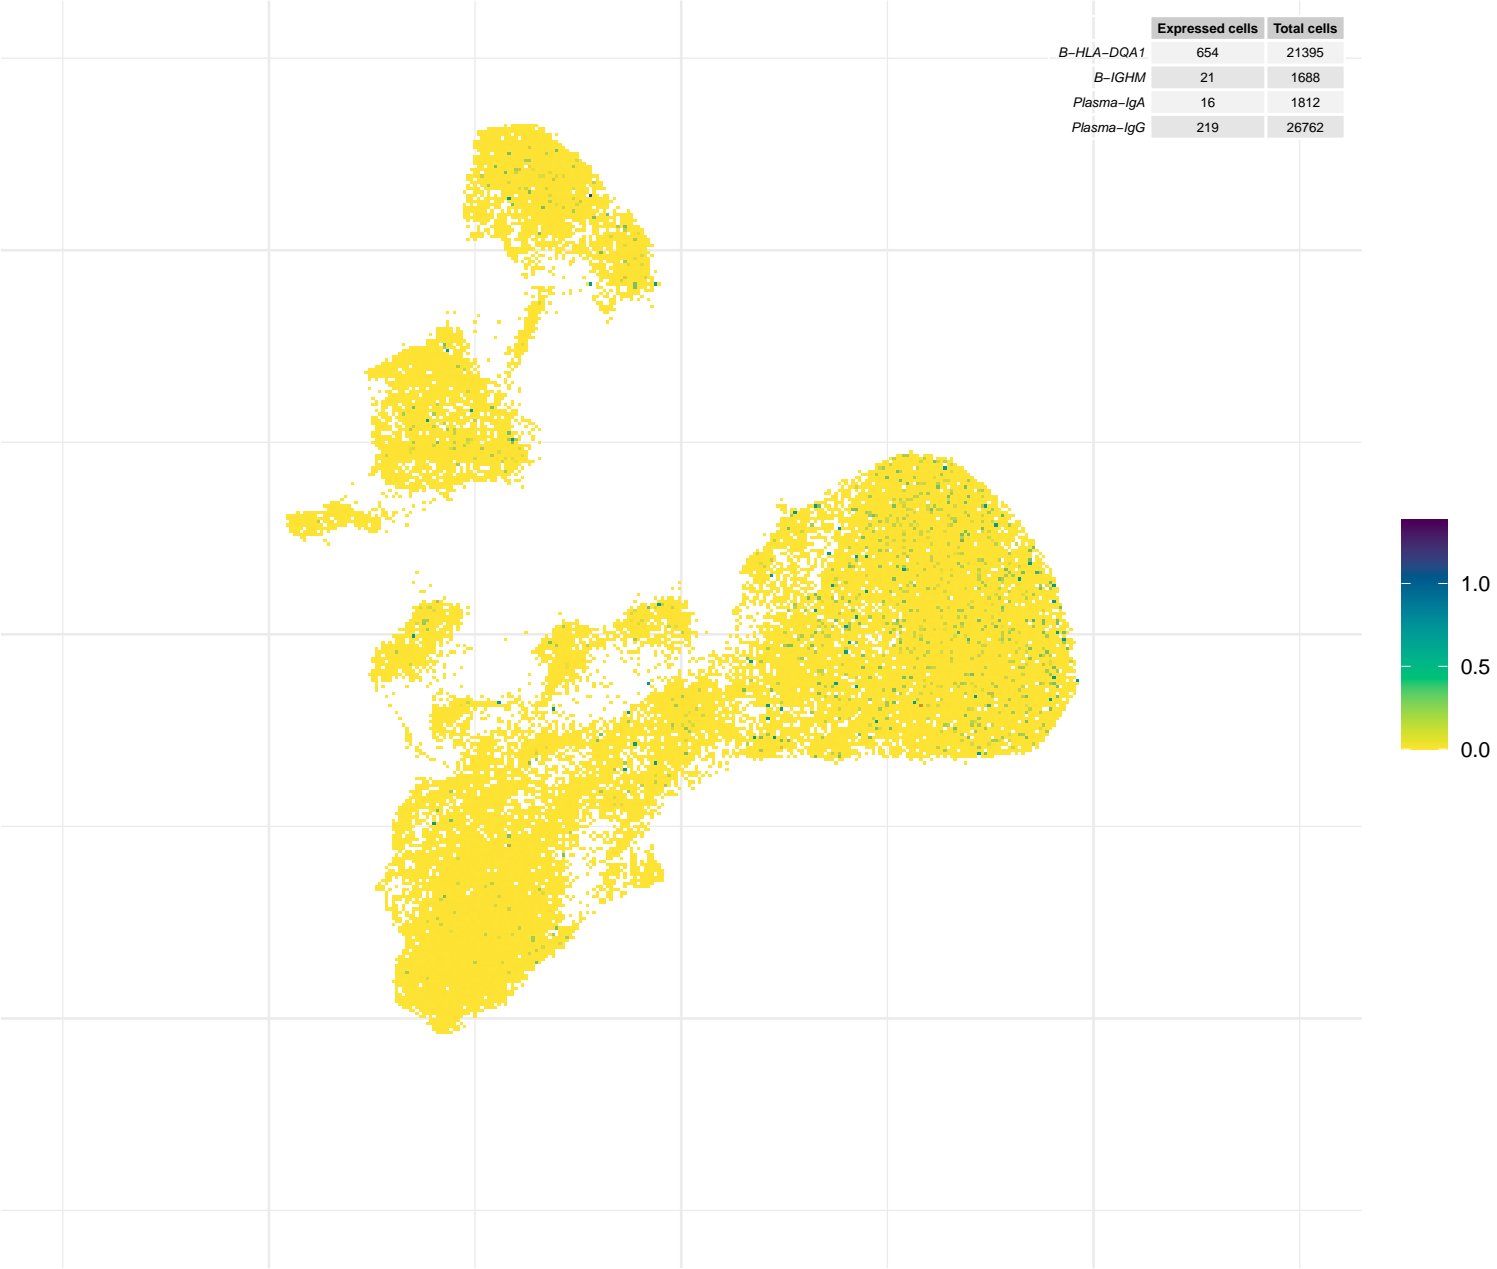 Expressed cells Total cells
B−HLA−DQA1 654 21395
B−IGHM 21 1688
Plasma−IgA 16 1812
Plasma−IgG 219 26762
1.0
0.5
0.0